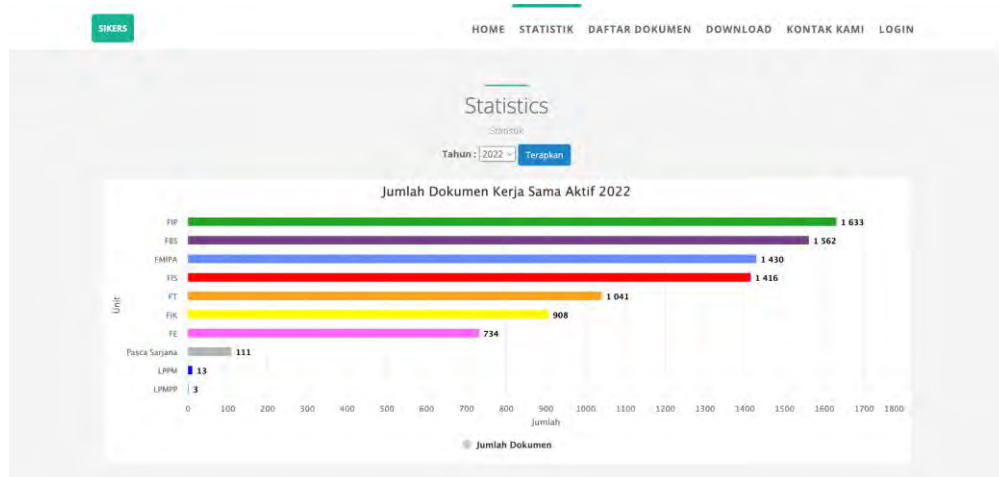 SIKERS
HOME STATISTIK DAFTAR DOKUMEN DOWNLOAD KONTAK KAMI LOGIN
Statistics
Statistik
Tahun : 2022 Terapkan
Jumlah Dokumen Kerja Sama Aktif 2022
Unit
FIP 1 633
FBS 1 562
FMIPA 1 430
FIS 1 416
FT 1 041
FIK 908
FE 734
Pasca Sarjana 111
LPPM 13
LPMPP 3
0 100 200 300 400 500 600 700 800 900 1000 1100 1200 1300 1400 1500 1600 1700 1800
Jumlah
Jumlah Dokumen